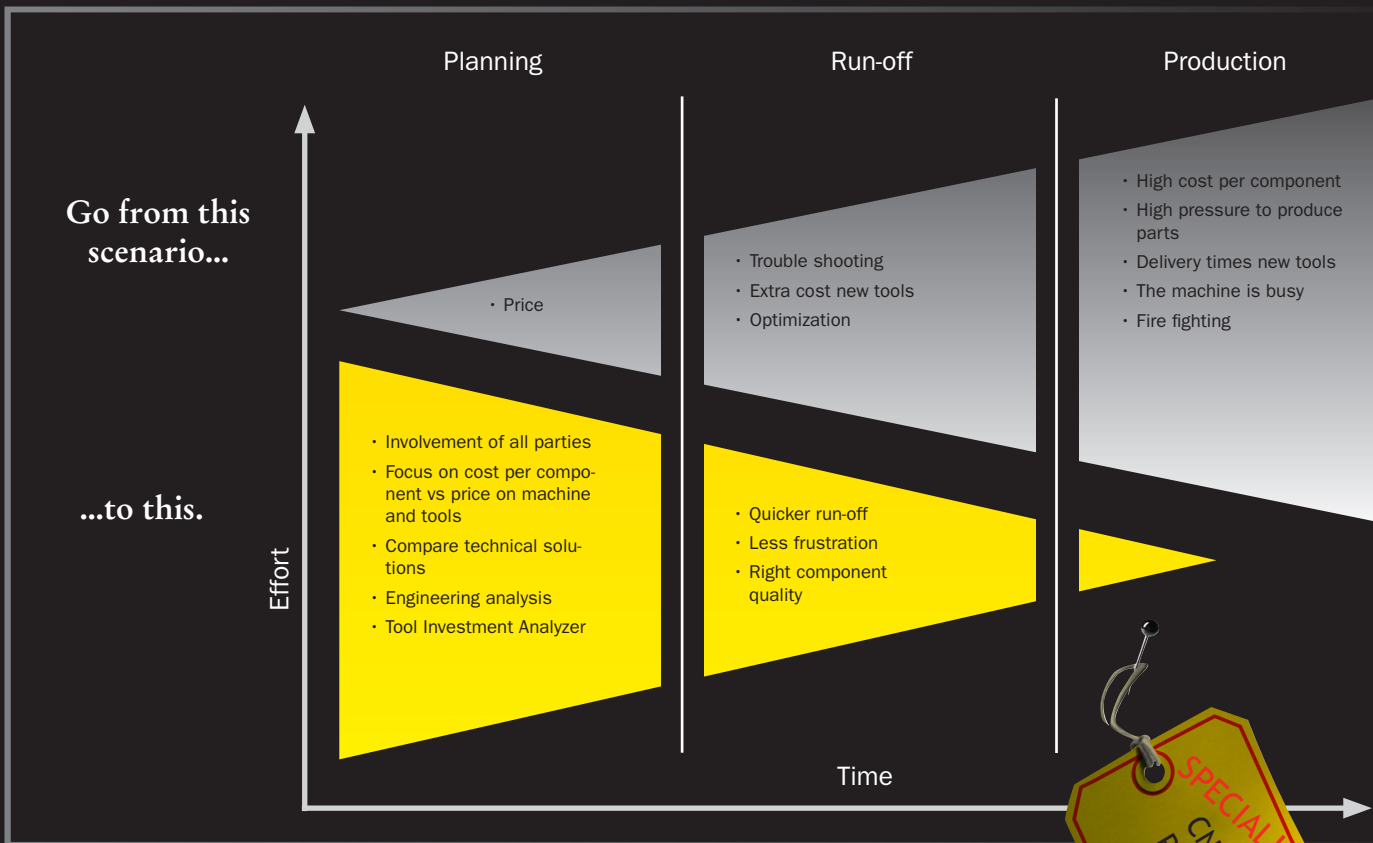 Planning
Run-off
Production
Go from this
scenario...
· Price
· Trouble shooting
· Extra cost new tools
· Optimization
· High cost per component
· High pressure to produce
parts
· Delivery times new tools
· The machine is busy
· Fire fighting
...to this.
· Involvement of all parties
· Focus on cost per compo-
nent vs price on machine
and tools
· Compare technical solu-
tions
· Engineering analysis
· Tool Investment Analyzer
· Quicker run-off
· Less frustration
· Right component
quality
Effort
Time
SPECIAL